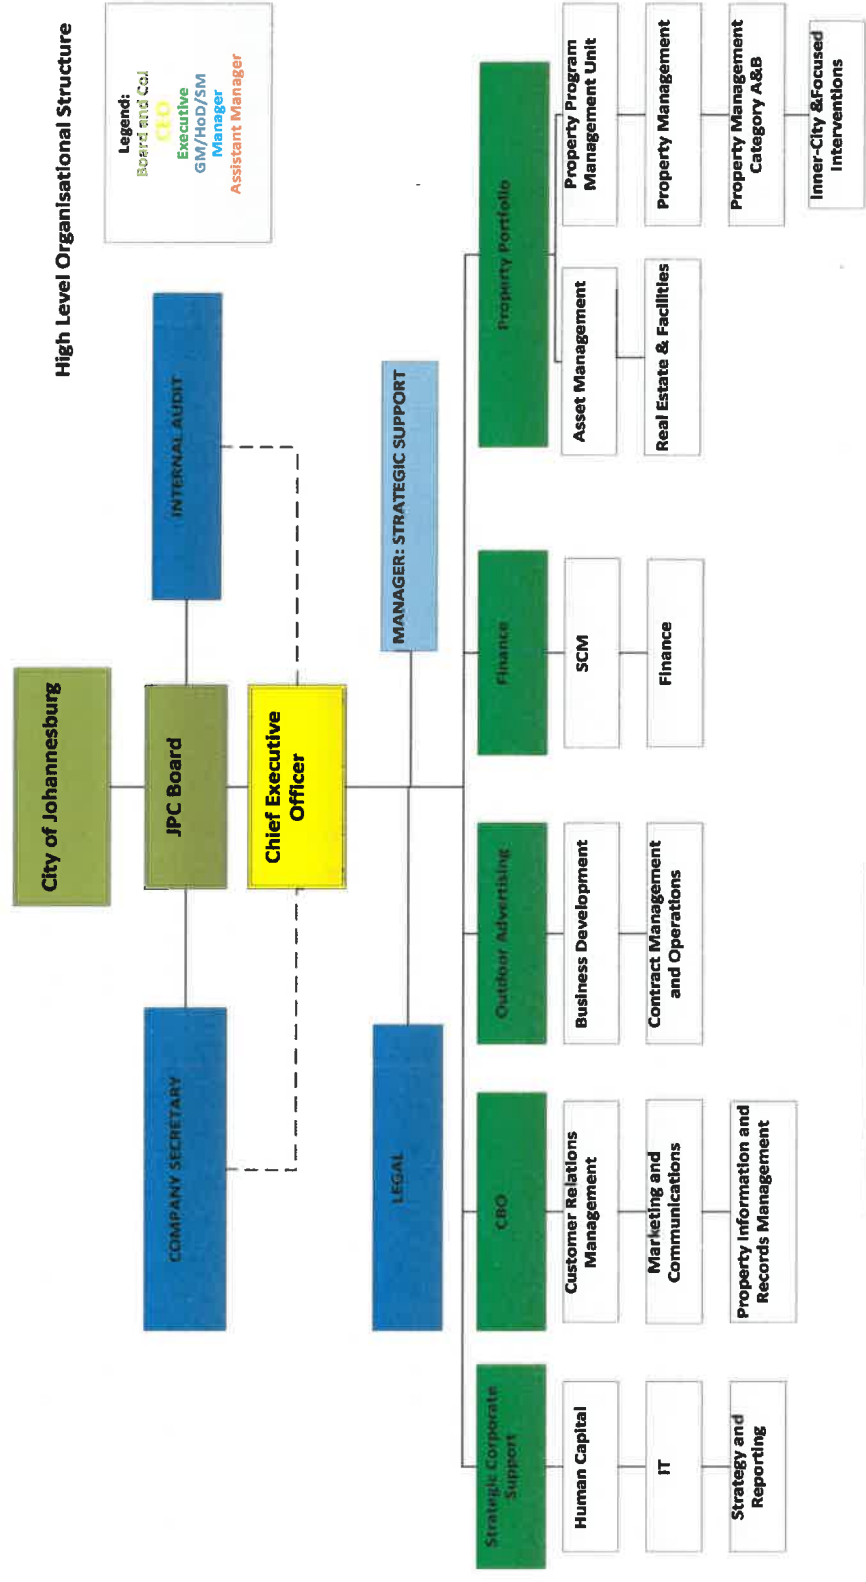 High Level Organisational Structure
Legend:
Board and CoJ
CEO
Executive
GM/HoD/SM
Manager
Assistant Manager
City of Johannesburg
JPC Board
COMPANY SECRETARY
INTERNAL AUDIT
Chief Executive
Officer
LEGAL
MANAGER: STRATEGIC SUPPORT
Strategic Corporate
Support
Human Capital
IT
Strategy and
Reporting
CBO
Customer Relations
Management
Marketing and
Communications
Property Information and
Records Management
Outdoor Advertising
Business Development
Contract Management
and Operations
Finance
SCM
Finance
Property Portfolio
Asset Management
Real Estate & Facilities
Property Program
Management Unit
Property Management
Property Management
Category A&B
Inner-City &Focused
Interventions